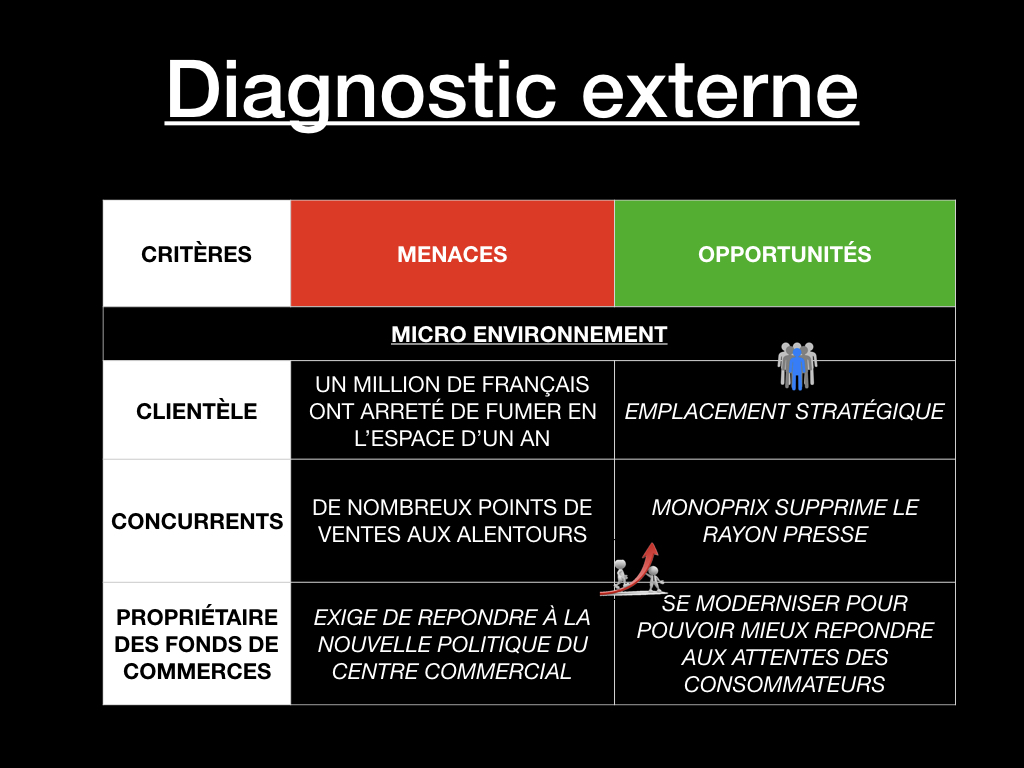 Diagnostic externe
CRITÈRES
MENACES
OPPORTUNITÉS
MICRO ENVIRONNEMENT
CLIENTÈLE
UN MILLION DE FRANÇAIS
ONT ARRETÉ DE FUMER EN
L'ESPACE D'UN AN
EMPLACEMENT STRATÉGIQUE
CONCURRENTS
DE NOMBREUX POINTS DE
VENTES AUX ALENTOURS
MONOPRIX SUPPRIME LE
RAYON PRESSE
PROPRIÉTAIRE
DES FONDS DE
COMMERCES
EXIGE DE REPONDRE À LA
NOUVELLE POLITIQUE DU
CENTRE COMMERCIAL
SE MODERNISER POUR
POUVOIR MIEUX REPONDRE
AUX ATTENTES DES
CONSOMMATEURS